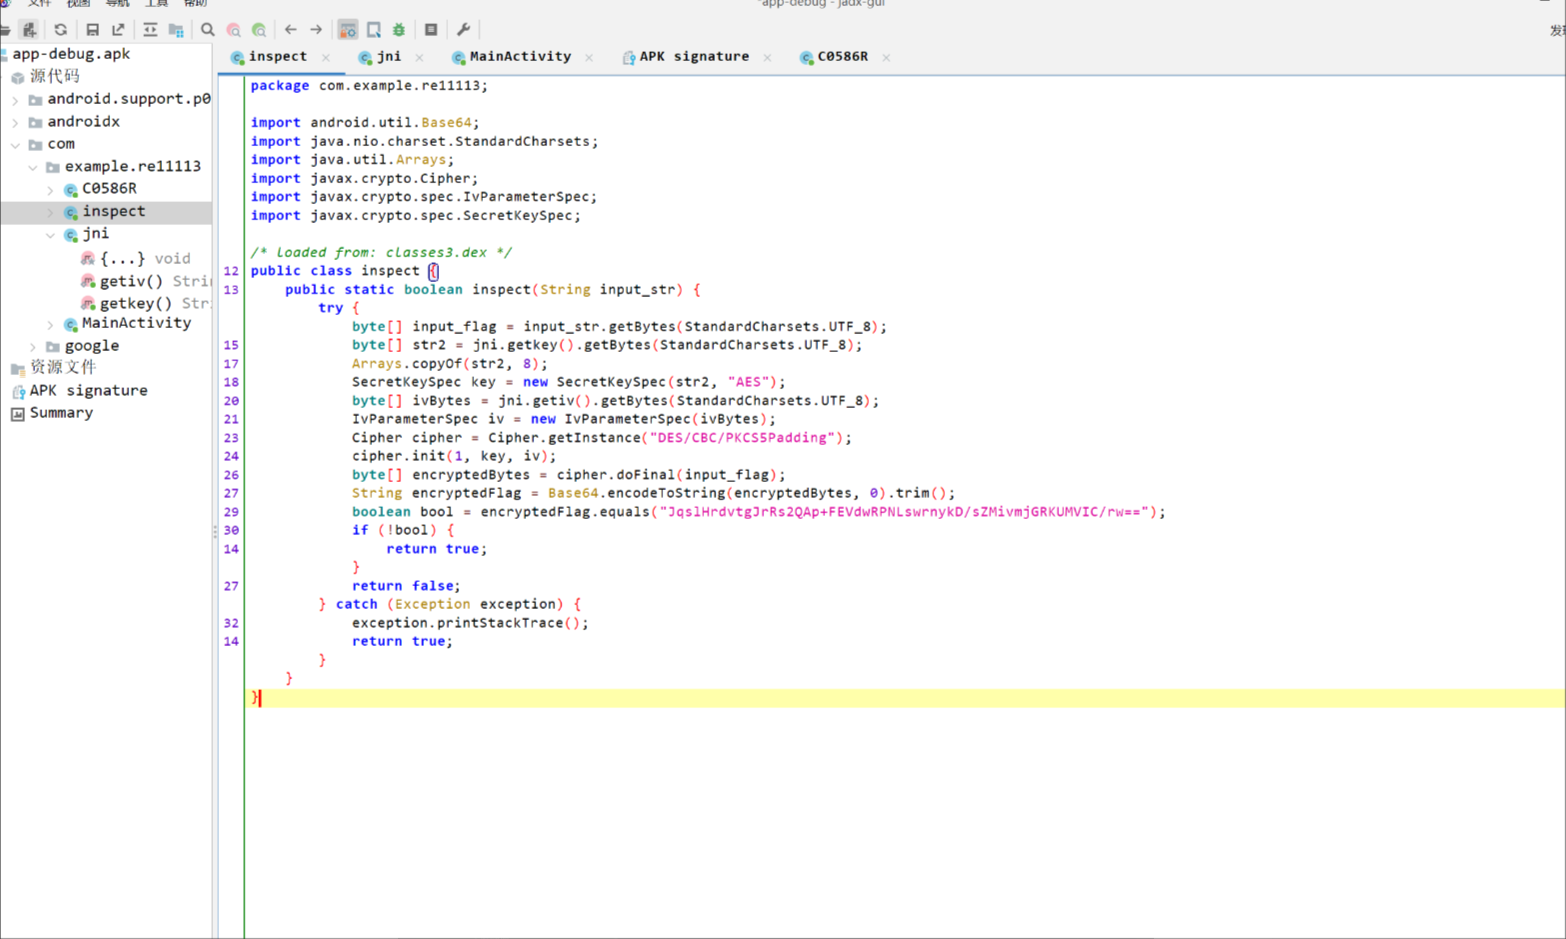 文件 视图 导航 工具 帮助
*app-debug - jadx-gui
app-debug.apk
源代码
android.support.p0
androidx
com
example.re11113
C0586R
inspect
jni
{...} void
getiv() Stri
getkey() Str
MainActivity
google
资源文件
APK signature
Summary
inspect × jni × MainActivity × APK signature × C0586R ×
package com.example.re11113;
import android.util.Base64;
import java.nio.charset.StandardCharsets;
import java.util.Arrays;
import javax.crypto.Cipher;
import javax.crypto.spec.IvParameterSpec;
import javax.crypto.spec.SecretKeySpec;
/* loaded from: classes3.dex */
12 public class inspect {
13 public static boolean inspect(String input_str) {
try {
byte[] input_flag = input_str.getBytes(StandardCharsets.UTF_8);
15 byte[] str2 = jni.getkey().getBytes(StandardCharsets.UTF_8);
17 Arrays.copyOf(str2, 8);
18 SecretKeySpec key = new SecretKeySpec(str2, "AES");
20 byte[] ivBytes = jni.getiv().getBytes(StandardCharsets.UTF_8);
21 IvParameterSpec iv = new IvParameterSpec(ivBytes);
23 Cipher cipher = Cipher.getInstance("DES/CBC/PKCS5Padding");
24 cipher.init(1, key, iv);
26 byte[] encryptedBytes = cipher.doFinal(input_flag);
27 String encryptedFlag = Base64.encodeToString(encryptedBytes, 0).trim();
29 boolean bool = encryptedFlag.equals("JqslHrdvtgJrRs2QAp+FEVdwRPNLswrnykD/sZMivmjGRKUMVIC/rw==");
30 if (!bool) {
14 return true;
}
27 return false;
} catch (Exception exception) {
32 exception.printStackTrace();
14 return true;
}
}
}